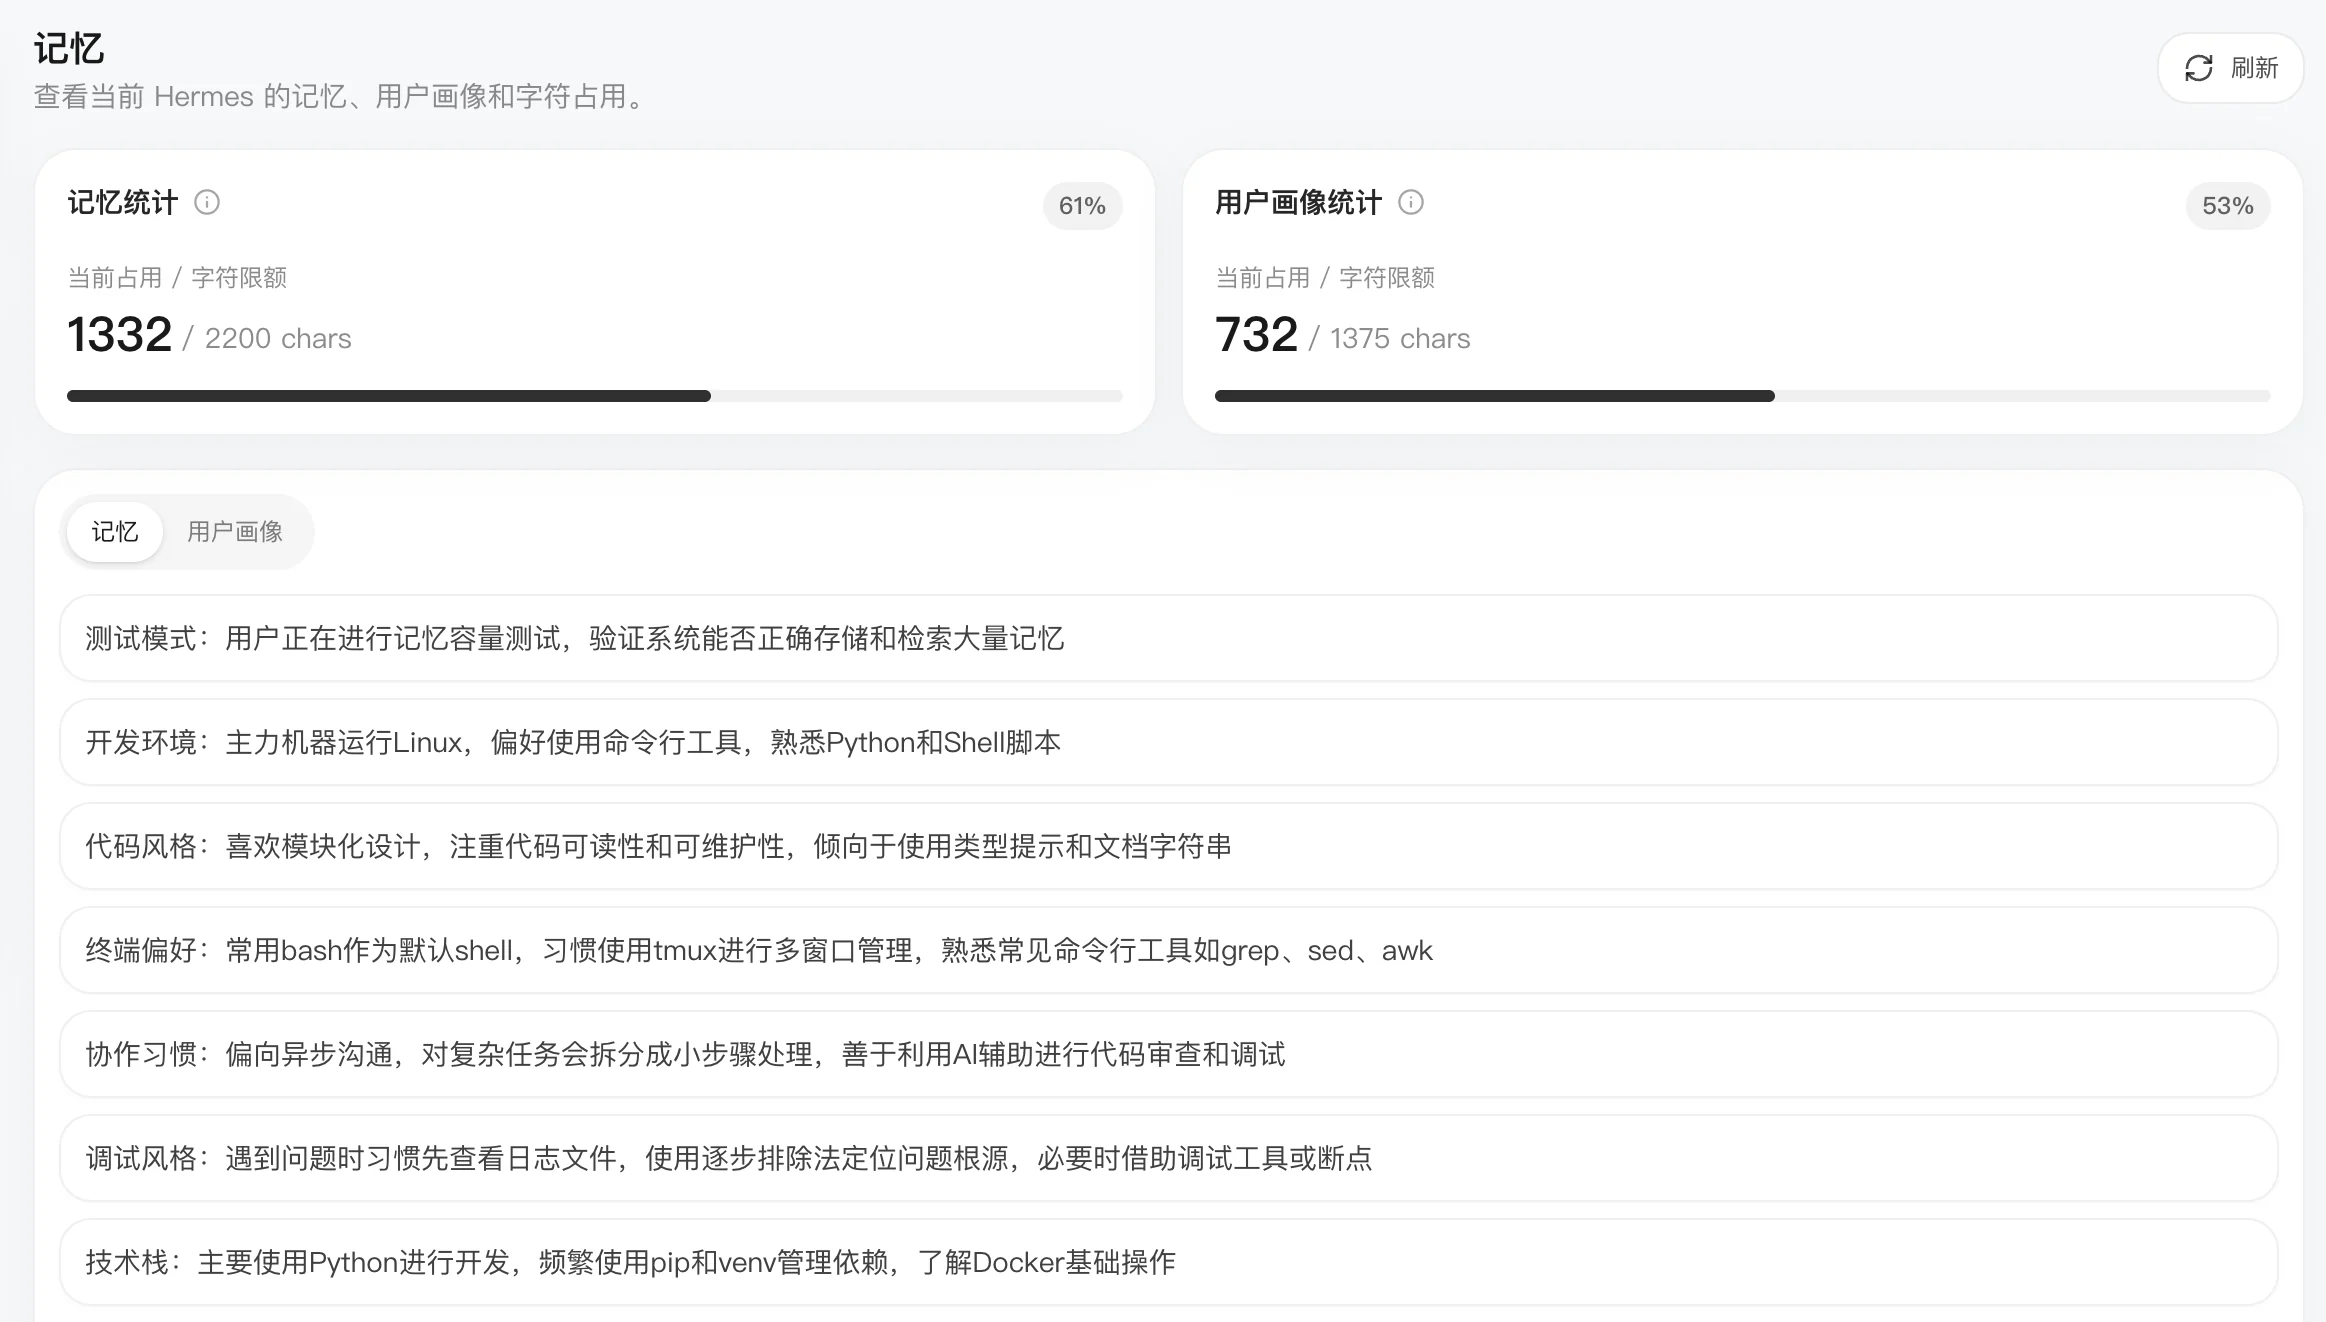 记忆
查看当前 Hermes 的记忆、用户画像和字符占用。
刷新
记忆统计
61%
当前占用 / 字符限额
1332 / 2200 chars
用户画像统计
53%
当前占用 / 字符限额
732 / 1375 chars
记忆
用户画像
测试模式：用户正在进行记忆容量测试，验证系统能否正确存储和检索大量记忆
开发环境：主力机器运行Linux，偏好使用命令行工具，熟悉Python和Shell脚本
代码风格：喜欢模块化设计，注重代码可读性和可维护性，倾向于使用类型提示和文档字符串
终端偏好：常用bash作为默认shell，习惯使用tmux进行多窗口管理，熟悉常见命令行工具如grep、sed、awk
协作习惯：偏向异步沟通，对复杂任务会拆分成小步骤处理，善于利用AI辅助进行代码审查和调试
调试风格：遇到问题时习惯先查看日志文件，使用逐步排除法定位问题根源，必要时借助调试工具或断点
技术栈：主要使用Python进行开发，频繁使用pip和venv管理依赖，了解Docker基础操作